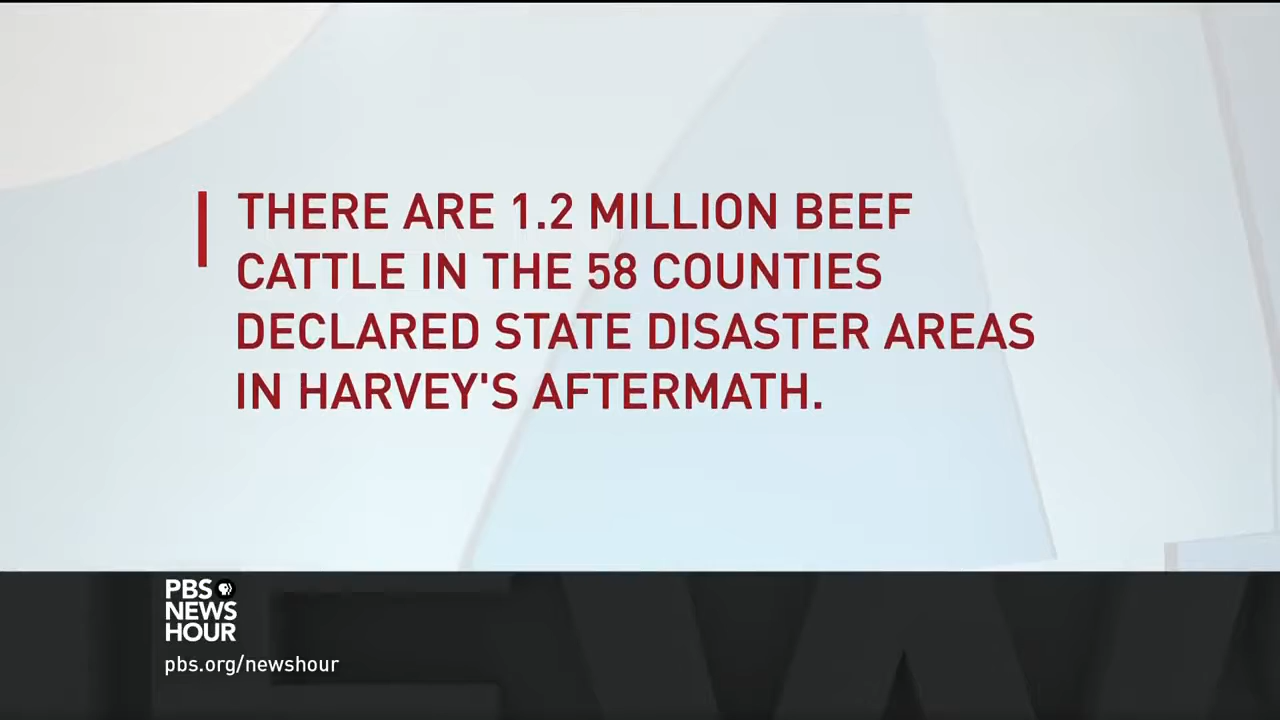 THERE ARE 1.2 MILLION BEEF
CATTLE IN THE 58 COUNTIES
DECLARED STATE DISASTER AREAS
IN HARVEY'S AFTERMATH.
PBS
NEWS
HOUR
pbs.org/newshour